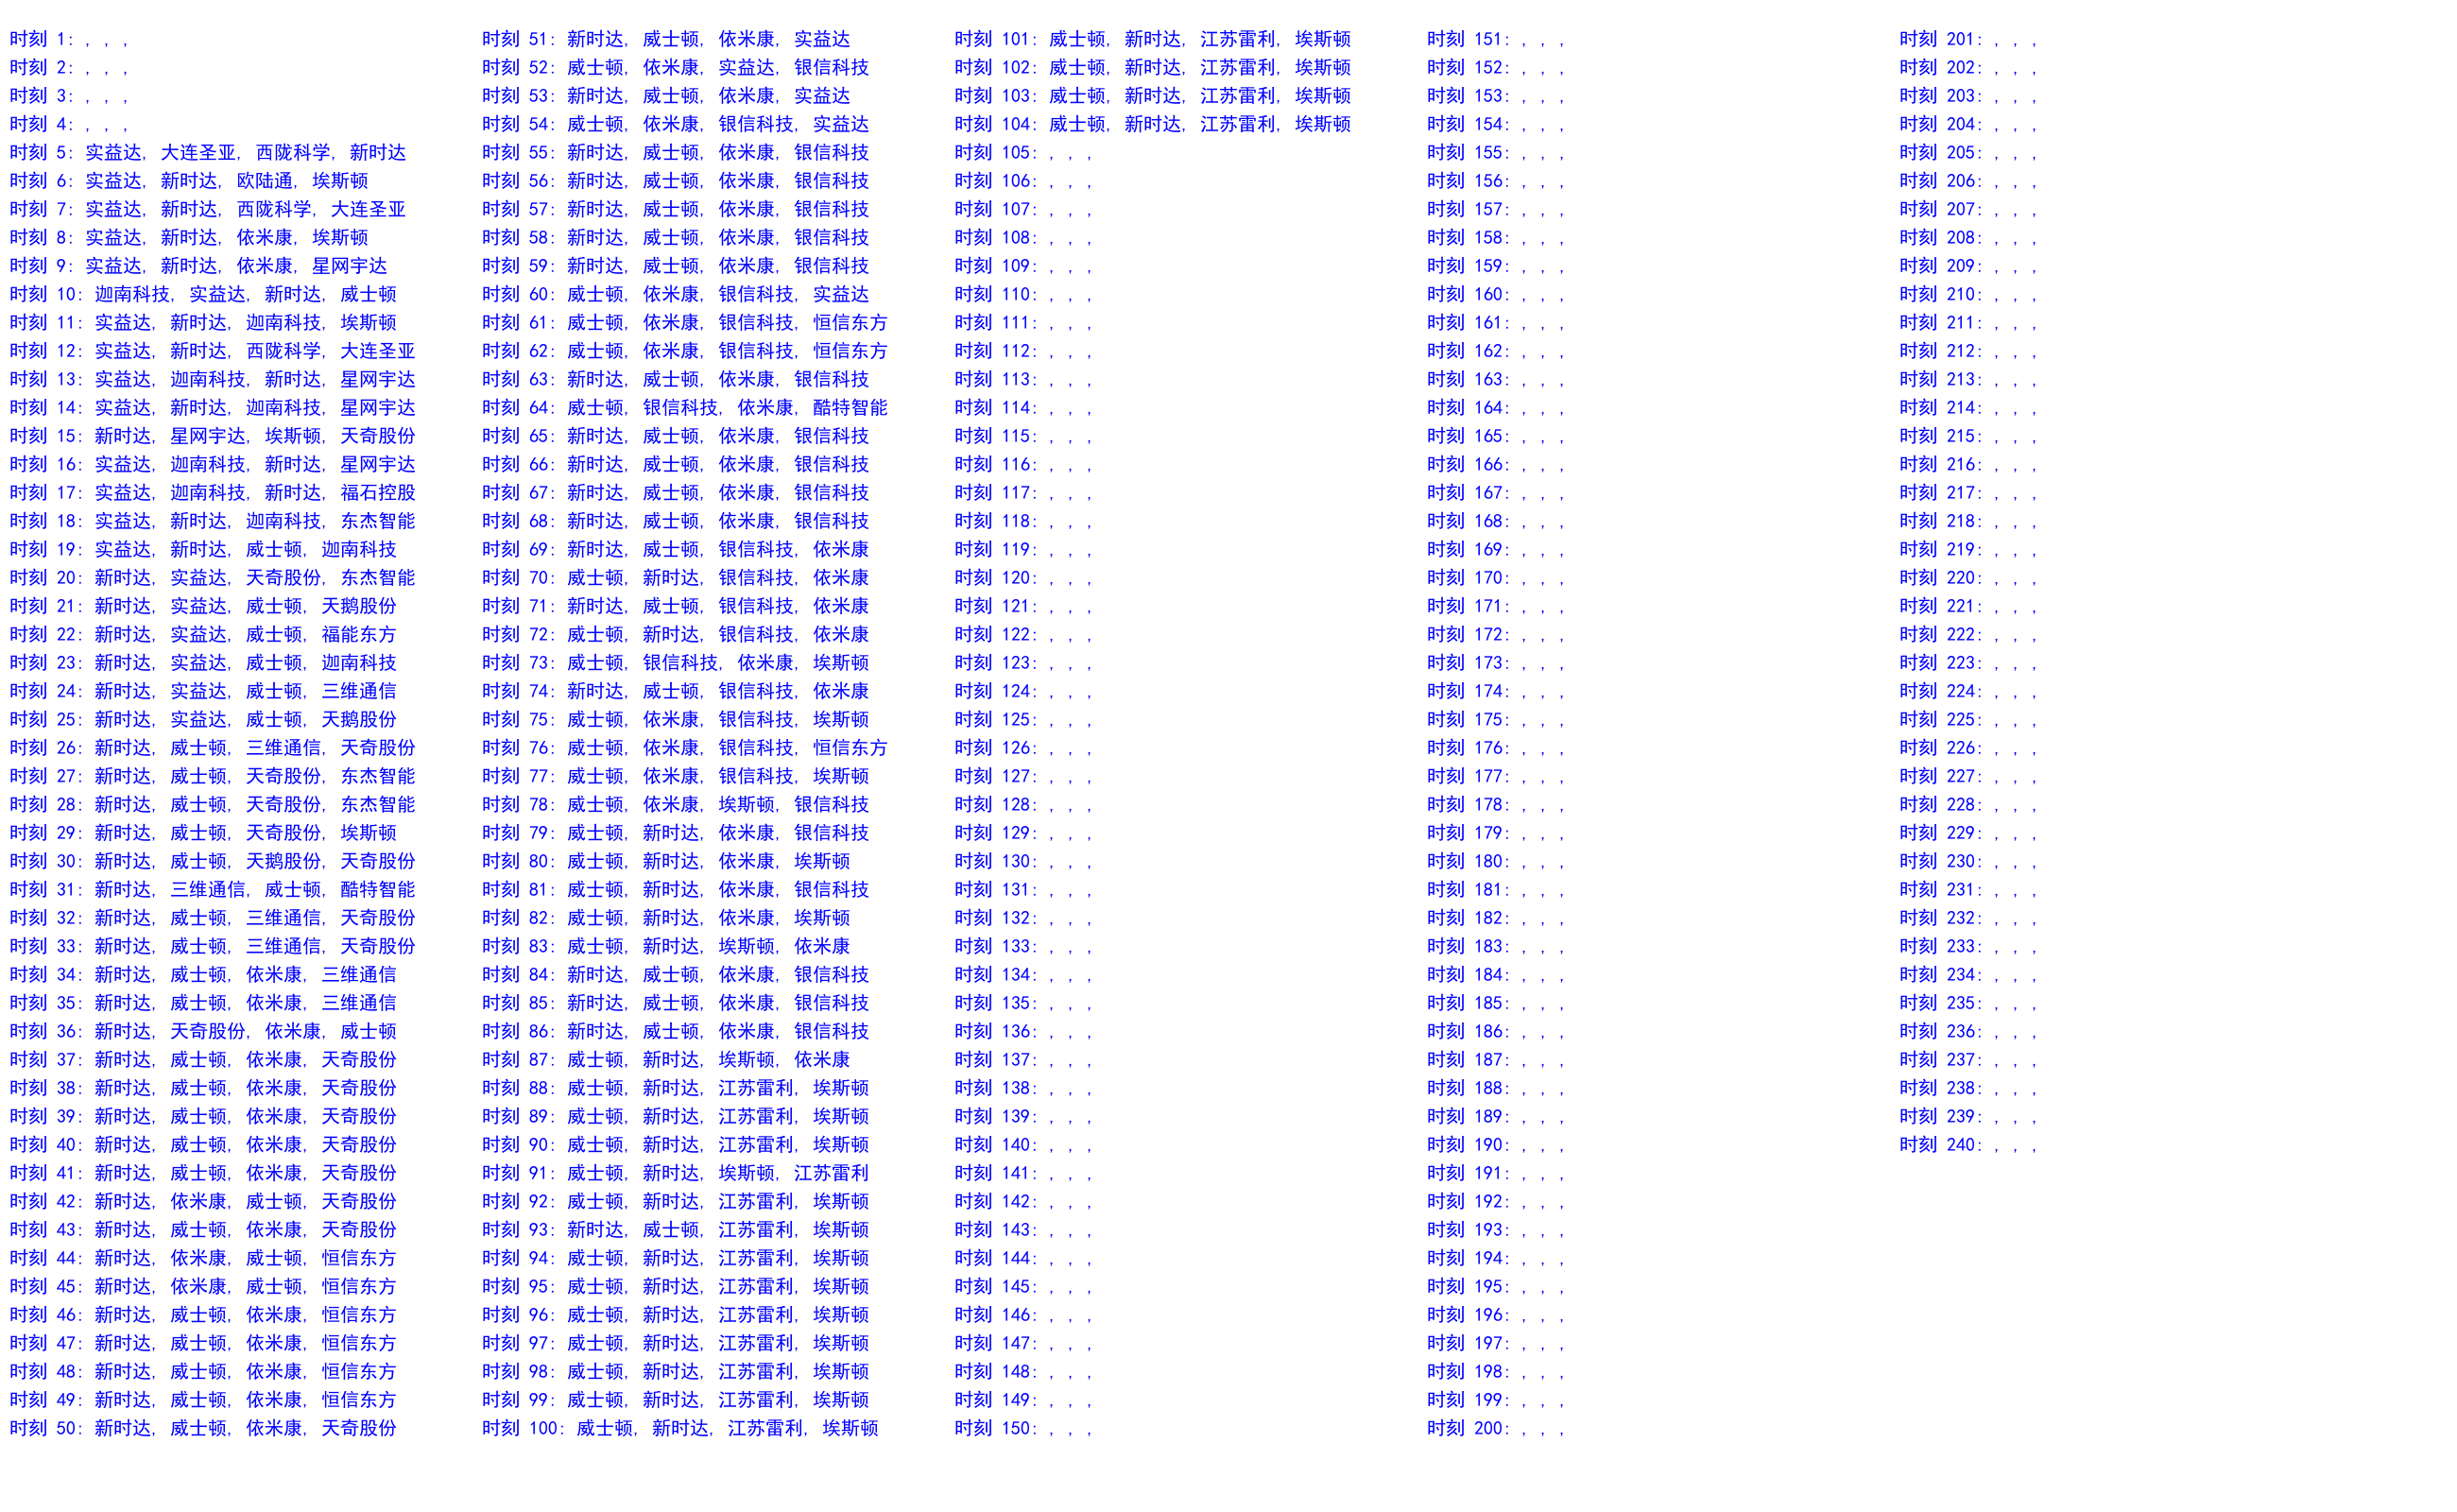 时刻 1: , , ,
时刻 2: , , ,
时刻 3: , , ,
时刻 4: , , ,
时刻 5: 实益达, 大连圣亚, 西陇科学, 新时达
时刻 6: 实益达, 新时达, 欧陆通, 埃斯顿
时刻 7: 实益达, 新时达, 西陇科学, 大连圣亚
时刻 8: 实益达, 新时达, 依米康, 埃斯顿
时刻 9: 实益达, 新时达, 依米康, 星网宇达
时刻 10: 迦南科技, 实益达, 新时达, 威士顿
时刻 11: 实益达, 新时达, 迦南科技, 埃斯顿
时刻 12: 实益达, 新时达, 西陇科学, 大连圣亚
时刻 13: 实益达, 迦南科技, 新时达, 星网宇达
时刻 14: 实益达, 新时达, 迦南科技, 星网宇达
时刻 15: 新时达, 星网宇达, 埃斯顿, 天奇股份
时刻 16: 实益达, 迦南科技, 新时达, 星网宇达
时刻 17: 实益达, 迦南科技, 新时达, 福石控股
时刻 18: 实益达, 新时达, 迦南科技, 东杰智能
时刻 19: 实益达, 新时达, 威士顿, 迦南科技
时刻 20: 新时达, 实益达, 天奇股份, 东杰智能
时刻 21: 新时达, 实益达, 威士顿, 天鹅股份
时刻 22: 新时达, 实益达, 威士顿, 福能东方
时刻 23: 新时达, 实益达, 威士顿, 迦南科技
时刻 24: 新时达, 实益达, 威士顿, 三维通信
时刻 25: 新时达, 实益达, 威士顿, 天鹅股份
时刻 26: 新时达, 威士顿, 三维通信, 天奇股份
时刻 27: 新时达, 威士顿, 天奇股份, 东杰智能
时刻 28: 新时达, 威士顿, 天奇股份, 东杰智能
时刻 29: 新时达, 威士顿, 天奇股份, 埃斯顿
时刻 30: 新时达, 威士顿, 天鹅股份, 天奇股份
时刻 31: 新时达, 三维通信, 威士顿, 酷特智能
时刻 32: 新时达, 威士顿, 三维通信, 天奇股份
时刻 33: 新时达, 威士顿, 三维通信, 天奇股份
时刻 34: 新时达, 威士顿, 依米康, 三维通信
时刻 35: 新时达, 威士顿, 依米康, 三维通信
时刻 36: 新时达, 天奇股份, 依米康, 威士顿
时刻 37: 新时达, 威士顿, 依米康, 天奇股份
时刻 38: 新时达, 威士顿, 依米康, 天奇股份
时刻 39: 新时达, 威士顿, 依米康, 天奇股份
时刻 40: 新时达, 威士顿, 依米康, 天奇股份
时刻 41: 新时达, 威士顿, 依米康, 天奇股份
时刻 42: 新时达, 依米康, 威士顿, 天奇股份
时刻 43: 新时达, 威士顿, 依米康, 天奇股份
时刻 44: 新时达, 依米康, 威士顿, 恒信东方
时刻 45: 新时达, 依米康, 威士顿, 恒信东方
时刻 46: 新时达, 威士顿, 依米康, 恒信东方
时刻 47: 新时达, 威士顿, 依米康, 恒信东方
时刻 48: 新时达, 威士顿, 依米康, 恒信东方
时刻 49: 新时达, 威士顿, 依米康, 恒信东方
时刻 50: 新时达, 威士顿, 依米康, 天奇股份
时刻 51: 新时达, 威士顿, 依米康, 实益达
时刻 52: 威士顿, 依米康, 实益达, 银信科技
时刻 53: 新时达, 威士顿, 依米康, 实益达
时刻 54: 威士顿, 依米康, 银信科技, 实益达
时刻 55: 新时达, 威士顿, 依米康, 银信科技
时刻 56: 新时达, 威士顿, 依米康, 银信科技
时刻 57: 新时达, 威士顿, 依米康, 银信科技
时刻 58: 新时达, 威士顿, 依米康, 银信科技
时刻 59: 新时达, 威士顿, 依米康, 银信科技
时刻 60: 威士顿, 依米康, 银信科技, 实益达
时刻 61: 威士顿, 依米康, 银信科技, 恒信东方
时刻 62: 威士顿, 依米康, 银信科技, 恒信东方
时刻 63: 新时达, 威士顿, 依米康, 银信科技
时刻 64: 威士顿, 银信科技, 依米康, 酷特智能
时刻 65: 新时达, 威士顿, 依米康, 银信科技
时刻 66: 新时达, 威士顿, 依米康, 银信科技
时刻 67: 新时达, 威士顿, 依米康, 银信科技
时刻 68: 新时达, 威士顿, 依米康, 银信科技
时刻 69: 新时达, 威士顿, 银信科技, 依米康
时刻 70: 威士顿, 新时达, 银信科技, 依米康
时刻 71: 新时达, 威士顿, 银信科技, 依米康
时刻 72: 威士顿, 新时达, 银信科技, 依米康
时刻 73: 威士顿, 银信科技, 依米康, 埃斯顿
时刻 74: 新时达, 威士顿, 银信科技, 依米康
时刻 75: 威士顿, 依米康, 银信科技, 埃斯顿
时刻 76: 威士顿, 依米康, 银信科技, 恒信东方
时刻 77: 威士顿, 依米康, 银信科技, 埃斯顿
时刻 78: 威士顿, 依米康, 埃斯顿, 银信科技
时刻 79: 威士顿, 新时达, 依米康, 银信科技
时刻 80: 威士顿, 新时达, 依米康, 埃斯顿
时刻 81: 威士顿, 新时达, 依米康, 银信科技
时刻 82: 威士顿, 新时达, 依米康, 埃斯顿
时刻 83: 威士顿, 新时达, 埃斯顿, 依米康
时刻 84: 新时达, 威士顿, 依米康, 银信科技
时刻 85: 新时达, 威士顿, 依米康, 银信科技
时刻 86: 新时达, 威士顿, 依米康, 银信科技
时刻 87: 威士顿, 新时达, 埃斯顿, 依米康
时刻 88: 威士顿, 新时达, 江苏雷利, 埃斯顿
时刻 89: 威士顿, 新时达, 江苏雷利, 埃斯顿
时刻 90: 威士顿, 新时达, 江苏雷利, 埃斯顿
时刻 91: 威士顿, 新时达, 埃斯顿, 江苏雷利
时刻 92: 威士顿, 新时达, 江苏雷利, 埃斯顿
时刻 93: 新时达, 威士顿, 江苏雷利, 埃斯顿
时刻 94: 威士顿, 新时达, 江苏雷利, 埃斯顿
时刻 95: 威士顿, 新时达, 江苏雷利, 埃斯顿
时刻 96: 威士顿, 新时达, 江苏雷利, 埃斯顿
时刻 97: 威士顿, 新时达, 江苏雷利, 埃斯顿
时刻 98: 威士顿, 新时达, 江苏雷利, 埃斯顿
时刻 99: 威士顿, 新时达, 江苏雷利, 埃斯顿
时刻 100: 威士顿, 新时达, 江苏雷利, 埃斯顿
时刻 101: 威士顿, 新时达, 江苏雷利, 埃斯顿
时刻 102: 威士顿, 新时达, 江苏雷利, 埃斯顿
时刻 103: 威士顿, 新时达, 江苏雷利, 埃斯顿
时刻 104: 威士顿, 新时达, 江苏雷利, 埃斯顿
时刻 105: , , ,
时刻 106: , , ,
时刻 107: , , ,
时刻 108: , , ,
时刻 109: , , ,
时刻 110: , , ,
时刻 111: , , ,
时刻 112: , , ,
时刻 113: , , ,
时刻 114: , , ,
时刻 115: , , ,
时刻 116: , , ,
时刻 117: , , ,
时刻 118: , , ,
时刻 119: , , ,
时刻 120: , , ,
时刻 121: , , ,
时刻 122: , , ,
时刻 123: , , ,
时刻 124: , , ,
时刻 125: , , ,
时刻 126: , , ,
时刻 127: , , ,
时刻 128: , , ,
时刻 129: , , ,
时刻 130: , , ,
时刻 131: , , ,
时刻 132: , , ,
时刻 133: , , ,
时刻 134: , , ,
时刻 135: , , ,
时刻 136: , , ,
时刻 137: , , ,
时刻 138: , , ,
时刻 139: , , ,
时刻 140: , , ,
时刻 141: , , ,
时刻 142: , , ,
时刻 143: , , ,
时刻 144: , , ,
时刻 145: , , ,
时刻 146: , , ,
时刻 147: , , ,
时刻 148: , , ,
时刻 149: , , ,
时刻 150: , , ,
时刻 151: , , ,
时刻 152: , , ,
时刻 153: , , ,
时刻 154: , , ,
时刻 155: , , ,
时刻 156: , , ,
时刻 157: , , ,
时刻 158: , , ,
时刻 159: , , ,
时刻 160: , , ,
时刻 161: , , ,
时刻 162: , , ,
时刻 163: , , ,
时刻 164: , , ,
时刻 165: , , ,
时刻 166: , , ,
时刻 167: , , ,
时刻 168: , , ,
时刻 169: , , ,
时刻 170: , , ,
时刻 171: , , ,
时刻 172: , , ,
时刻 173: , , ,
时刻 174: , , ,
时刻 175: , , ,
时刻 176: , , ,
时刻 177: , , ,
时刻 178: , , ,
时刻 179: , , ,
时刻 180: , , ,
时刻 181: , , ,
时刻 182: , , ,
时刻 183: , , ,
时刻 184: , , ,
时刻 185: , , ,
时刻 186: , , ,
时刻 187: , , ,
时刻 188: , , ,
时刻 189: , , ,
时刻 190: , , ,
时刻 191: , , ,
时刻 192: , , ,
时刻 193: , , ,
时刻 194: , , ,
时刻 195: , , ,
时刻 196: , , ,
时刻 197: , , ,
时刻 198: , , ,
时刻 199: , , ,
时刻 200: , , ,
时刻 201: , , ,
时刻 202: , , ,
时刻 203: , , ,
时刻 204: , , ,
时刻 205: , , ,
时刻 206: , , ,
时刻 207: , , ,
时刻 208: , , ,
时刻 209: , , ,
时刻 210: , , ,
时刻 211: , , ,
时刻 212: , , ,
时刻 213: , , ,
时刻 214: , , ,
时刻 215: , , ,
时刻 216: , , ,
时刻 217: , , ,
时刻 218: , , ,
时刻 219: , , ,
时刻 220: , , ,
时刻 221: , , ,
时刻 222: , , ,
时刻 223: , , ,
时刻 224: , , ,
时刻 225: , , ,
时刻 226: , , ,
时刻 227: , , ,
时刻 228: , , ,
时刻 229: , , ,
时刻 230: , , ,
时刻 231: , , ,
时刻 232: , , ,
时刻 233: , , ,
时刻 234: , , ,
时刻 235: , , ,
时刻 236: , , ,
时刻 237: , , ,
时刻 238: , , ,
时刻 239: , , ,
时刻 240: , , ,